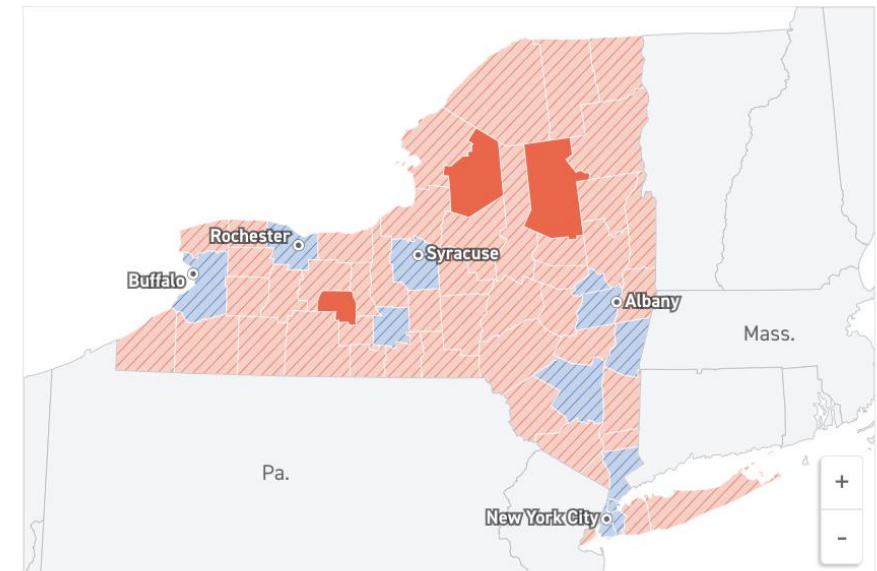 Rochester
Syracuse
Buffalo
Albany
Mass.
Pa.
New York City
+
-